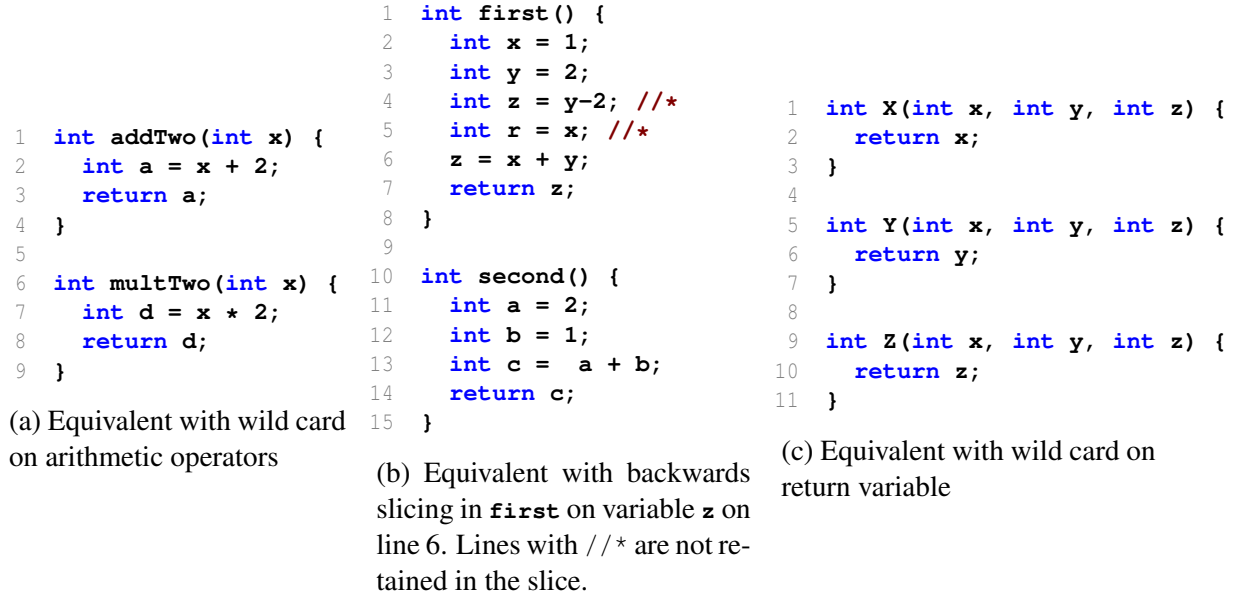 1 int addTwo(int x) {
2 int a = x + 2;
3 return a;
4 }
5
6 int multTwo(int x) {
7 int d = x * 2;
8 return d;
9 }
(a) Equivalent with wild card
on arithmetic operators
1 int first() {
2 int x = 1;
3 int y = 2;
4 int z = y-2; //*
5 int r = x; //*
6 z = x + y;
7 return z;
8 }
9
10 int second() {
11 int a = 2;
12 int b = 1;
13 int c =  a + b;
14 return c;
15 }
(b) Equivalent with backwards
slicing in first on variable z on
line 6. Lines with //* are not re-
tained in the slice.
1 int X(int x, int y, int z) {
2 return x;
3 }
4
5 int Y(int x, int y, int z) {
6 return y;
7 }
8
9 int Z(int x, int y, int z) {
10 return z;
11 }
(c) Equivalent with wild card on
return variable